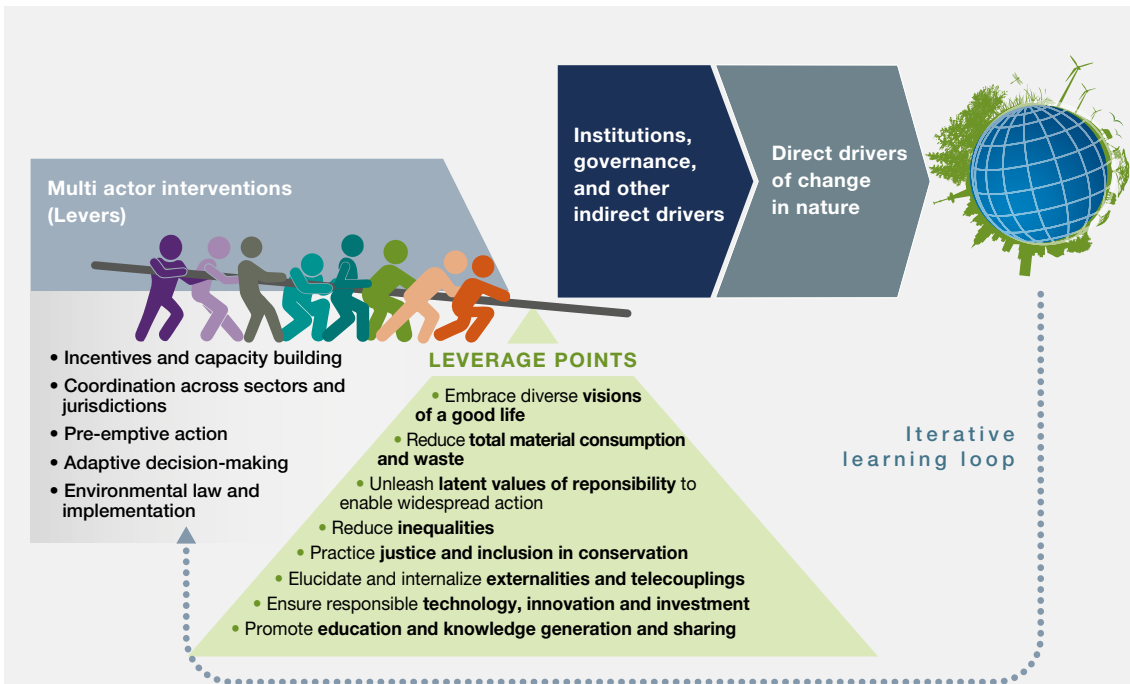 Multi actor interventions
(Levers)
Institutions,
governance,
and other
indirect drivers
Direct drivers
of change
in nature
• Incentives and capacity building
• Coordination across sectors and
jurisdictions
• Pre-emptive action
• Adaptive decision-making
• Environmental law and
implementation
LEVERAGE POINTS
• Embrace diverse visions
of a good life
• Reduce total material consumption
and waste
• Unleash latent values of reponsibility to
enable widespread action
• Reduce inequalities
• Practice justice and inclusion in conservation
• Elucidate and internalize externalities and telecouplings
• Ensure responsible technology, innovation and investment
• Promote education and knowledge generation and sharing
Iterative
learning loop